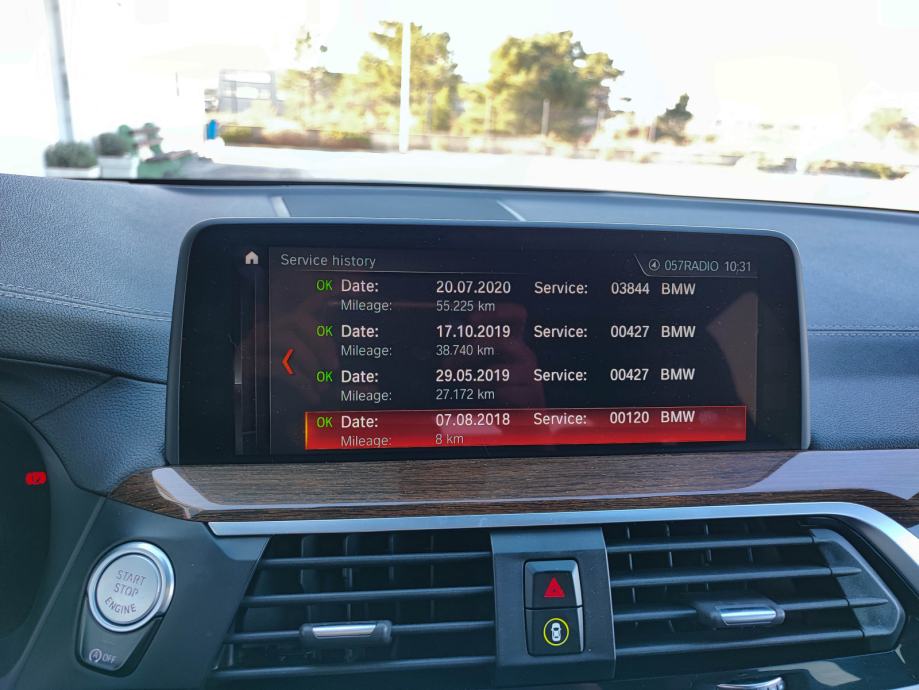 Service history
057RADIO 10:31
OK Date: 20.07.2020 Service: 03844 BMW
Mileage: 55.225 km
OK Date: 17.10.2019 Service: 00427 BMW
Mileage: 38.740 km
OK Date: 29.05.2019 Service: 00427 BMW
Mileage: 27.172 km
OK Date: 07.08.2018 Service: 00120 BMW
Mileage: 8 km
START
STOP
ENGINE
A OFF